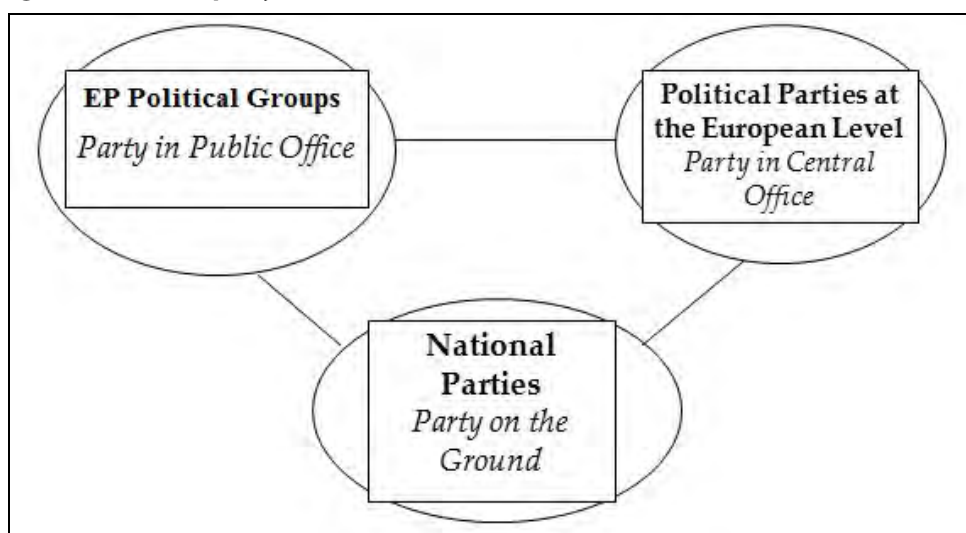 EP Political Groups
Party in Public Office
Political Parties at
the European Level
Party in Central
Office
National
Parties
Party on the
Ground